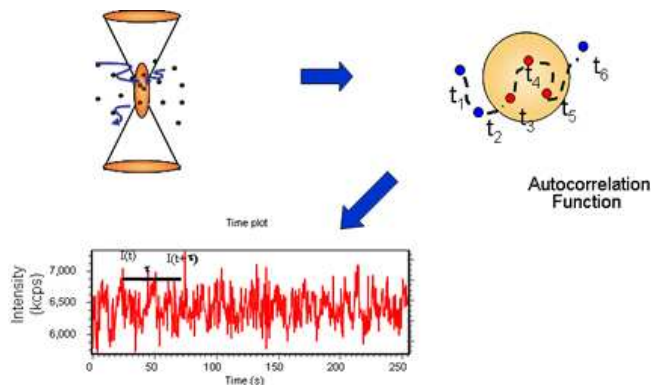 t1
t2
t3
t4
t5
t6
Autocorrelation
Function
Time plot
I(t)
τ
I(t+τ)
Intensity
(kcps)
7,000
6,500
6,000
0
50
100
150
200
250
Time (s)